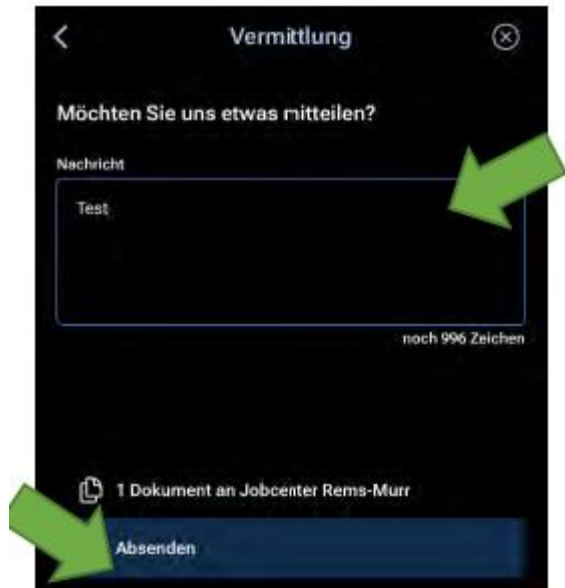 Vermittlung
Möchten Sie uns etwas mitteilen?
Nachricht
Test
noch 996 Zeichen
1 Dokument an Jobcenter Rems-Murr
Absenden